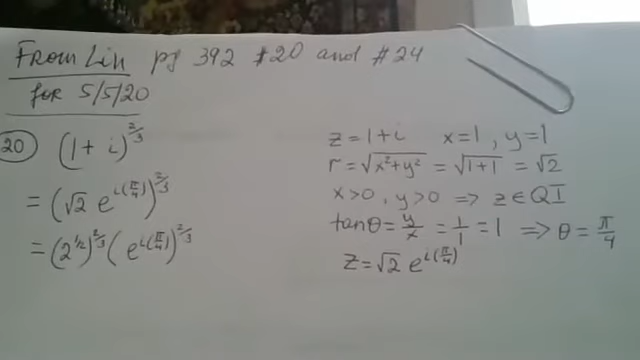 From Lin pg 392 #20 and #24
for 5/5/20
20 (1+i)^{2/3}
= (√2 e^{i(π/4)})^{2/3}
= (2^{1/2})^{2/3} (e^{i(π/4)})^{2/3}
z = 1+i x=1, y=1
r = √(x²+y²) = √(1+1) = √2
x>0, y>0 ⇒ z∈QI
tanθ = y/x = 1/1 = 1 ⇒ θ = π/4
z = √2 e^{i(π/4)}